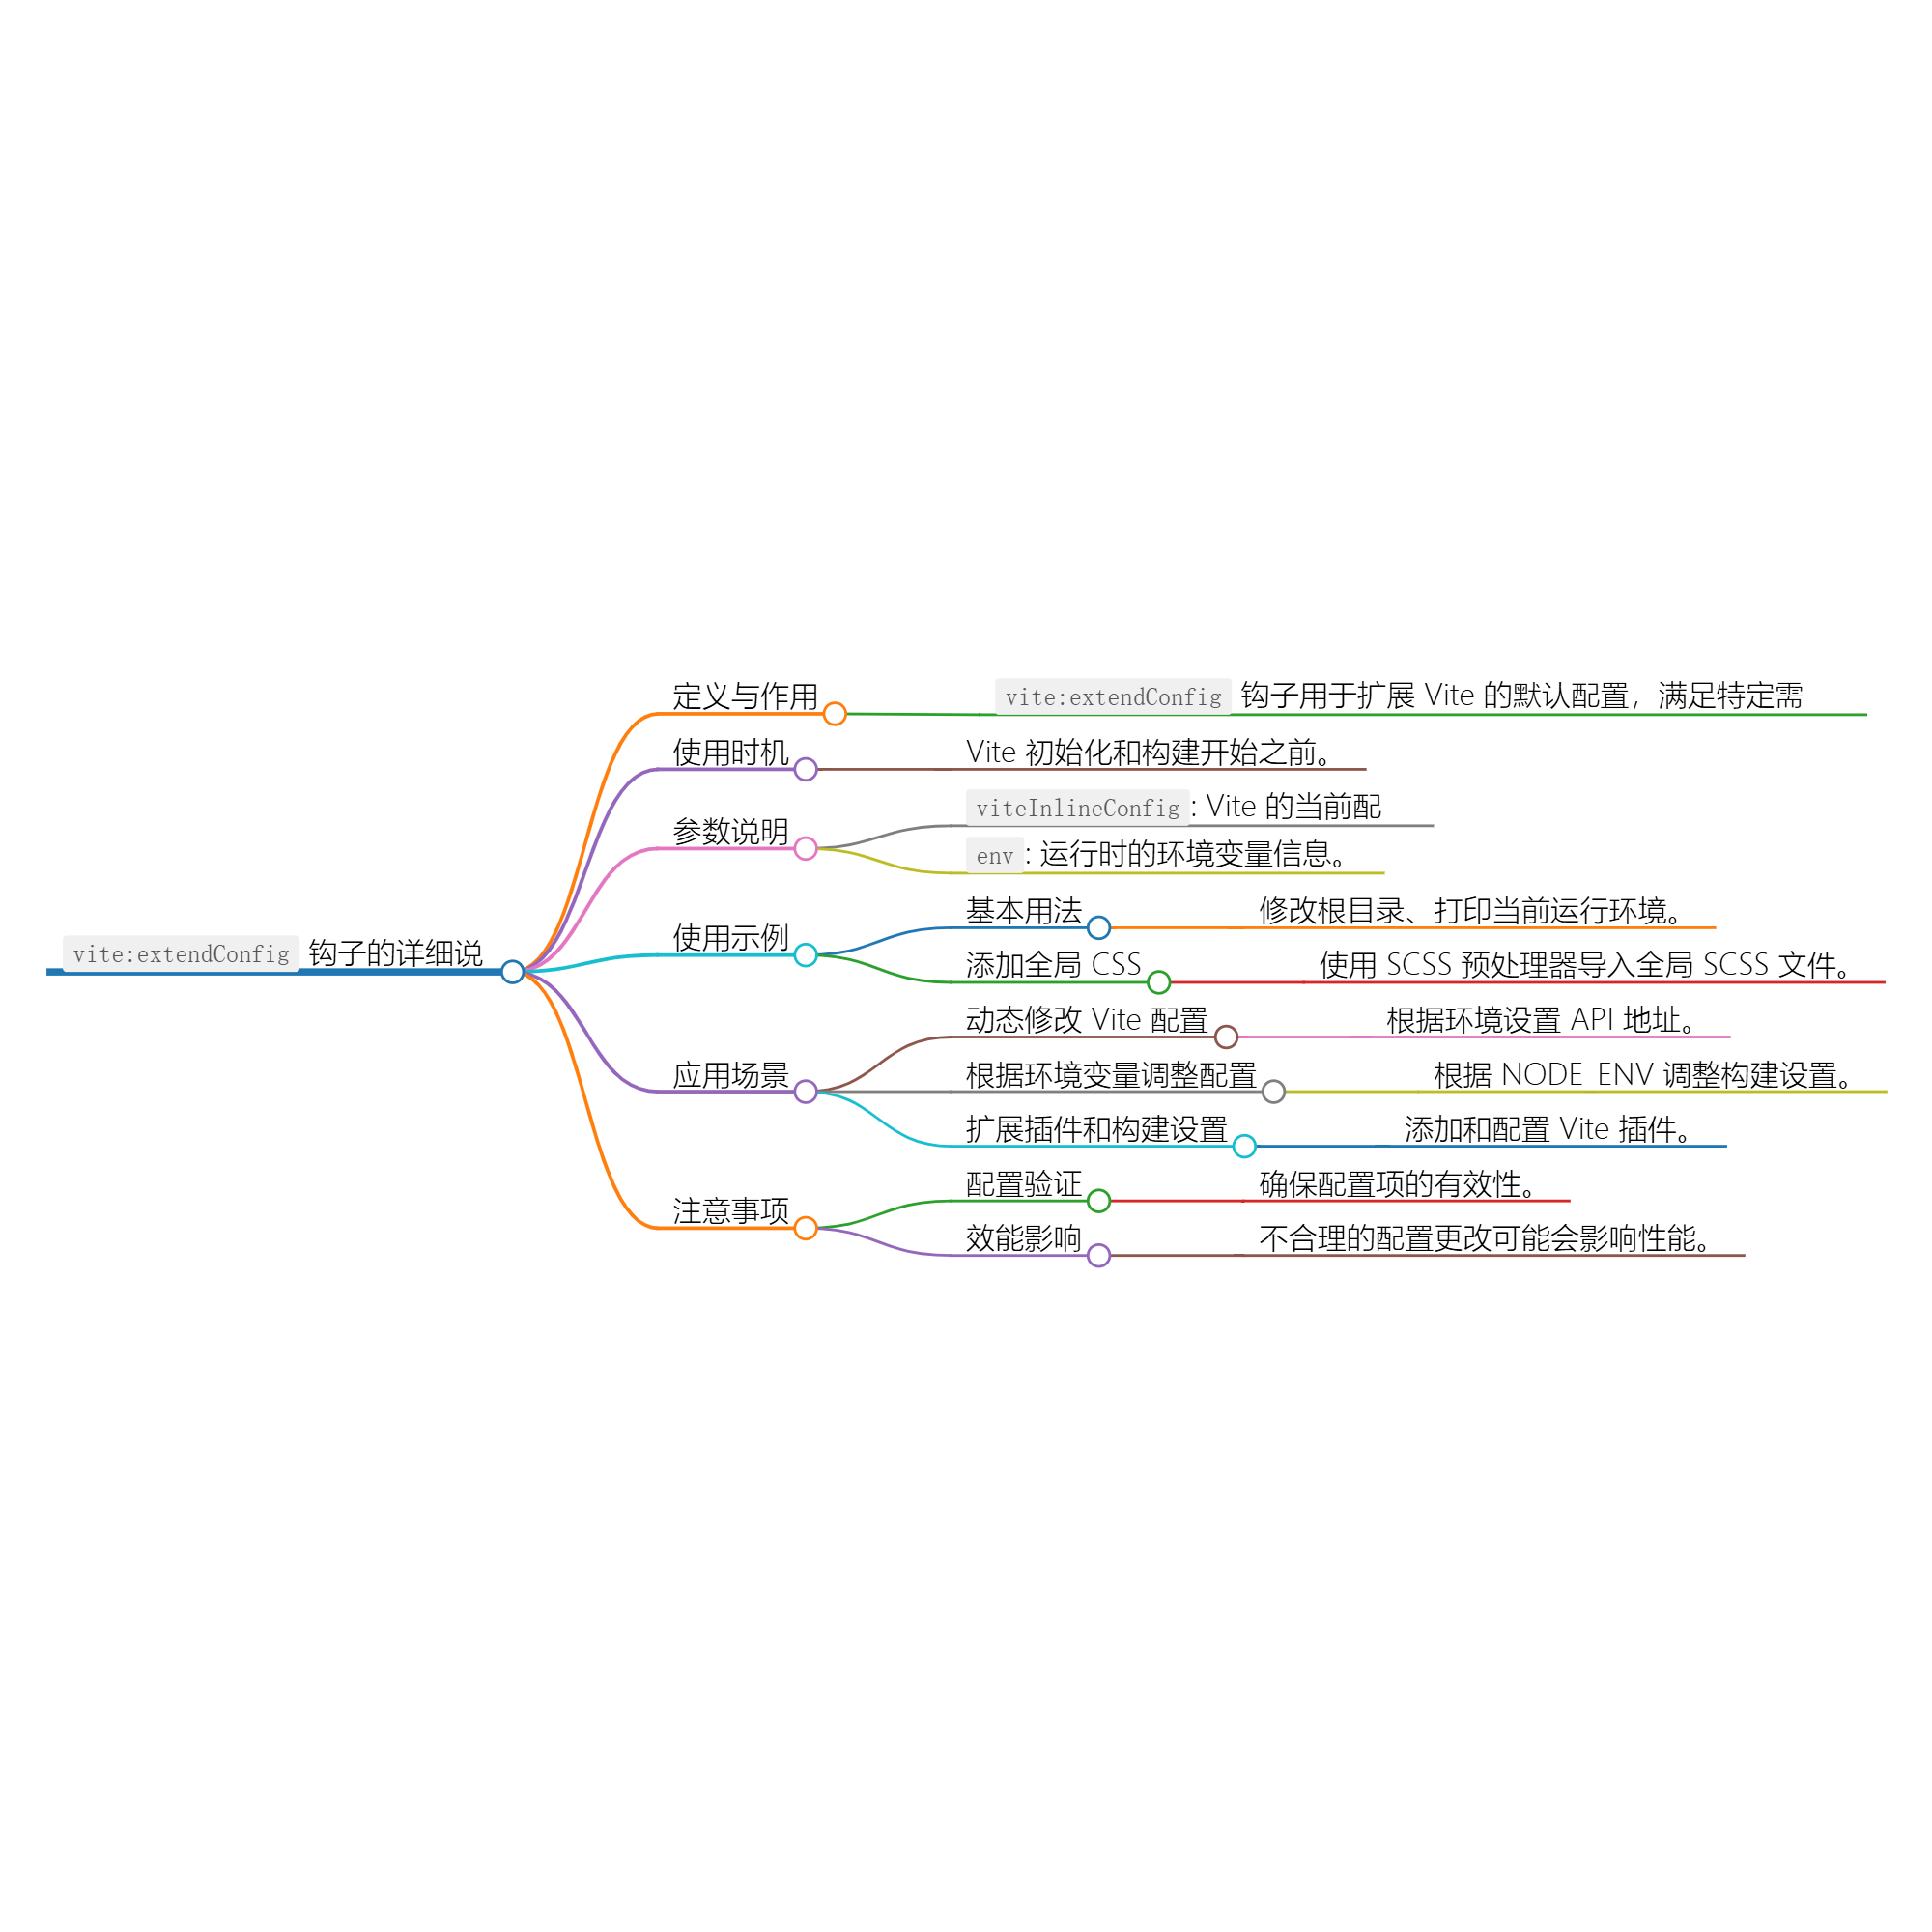 vite:extendConfig 钩子的详细说
定义与作用
vite:extendConfig 钩子用于扩展 Vite 的默认配置，满足特定需
使用时机
Vite 初始化和构建开始之前。
参数说明
viteInlineConfig: Vite 的当前配
env: 运行时的环境变量信息。
使用示例
基本用法
修改根目录、打印当前运行环境。
添加全局 CSS
使用 SCSS 预处理器导入全局 SCSS 文件。
应用场景
动态修改 Vite 配置
根据环境设置 API 地址。
根据环境变量调整配置
根据 NODE ENV 调整构建设置。
扩展插件和构建设置
添加和配置 Vite 插件。
注意事项
配置验证
确保配置项的有效性。
效能影响
不合理的配置更改可能会影响性能。